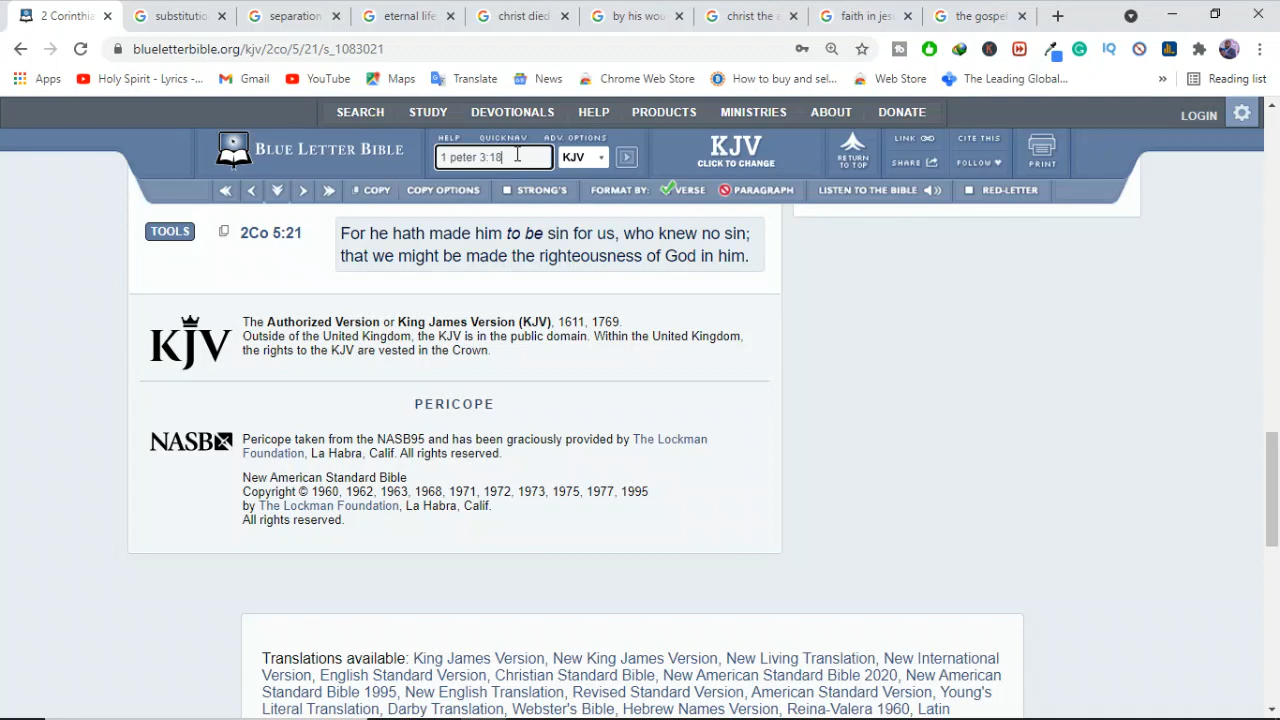 2 Corinthia
substitutio
separation
eternal life
christ died
by his wou
christ the a
faith in jes
the gospel
blueletterbible.org/kjv/2co/5/21/s_1083021
Apps
Holy Spirit - Lyrics -...
Gmail
YouTube
Maps
Translate
News
Chrome Web Store
How to buy and sel...
Web Store
The Leading Global...
»
Reading list
SEARCH
STUDY
DEVOTIONALS
HELP
PRODUCTS
MINISTRIES
ABOUT
DONATE
LOGIN
BLUE LETTER BIBLE
HELP
QUICKNAV
ADV. OPTIONS
1 peter 3:18
KJV
KJV
CLICK TO CHANGE
RETURN
TO TOP
LINK
CITE THIS
SHARE
FOLLOW
PRINT
COPY
COPY OPTIONS
STRONG'S
FORMAT BY:
VERSE
PARAGRAPH
LISTEN TO THE BIBLE
RED-LETTER
TOOLS
2Co 5:21
For he hath made him to be sin for us, who knew no sin;
that we might be made the righteousness of God in him.
KJV
The Authorized Version or King James Version (KJV), 1611, 1769.
Outside of the United Kingdom, the KJV is in the public domain. Within the United Kingdom,
the rights to the KJV are vested in the Crown.
PERICOPE
NASB
Pericope taken from the NASB95 and has been graciously provided by The Lockman
Foundation, La Habra, Calif. All rights reserved.
New American Standard Bible
Copyright © 1960, 1962, 1963, 1968, 1971, 1972, 1973, 1975, 1977, 1995
by The Lockman Foundation, La Habra, Calif.
All rights reserved.
Translations available: King James Version, New King James Version, New Living Translation, New International
Version, English Standard Version, Christian Standard Bible, New American Standard Bible 2020, New American
Standard Bible 1995, New English Translation, Revised Standard Version, American Standard Version, Young's
Literal Translation, Darby Translation, Webster's Bible, Hebrew Names Version, Reina-Valera 1960, Latin